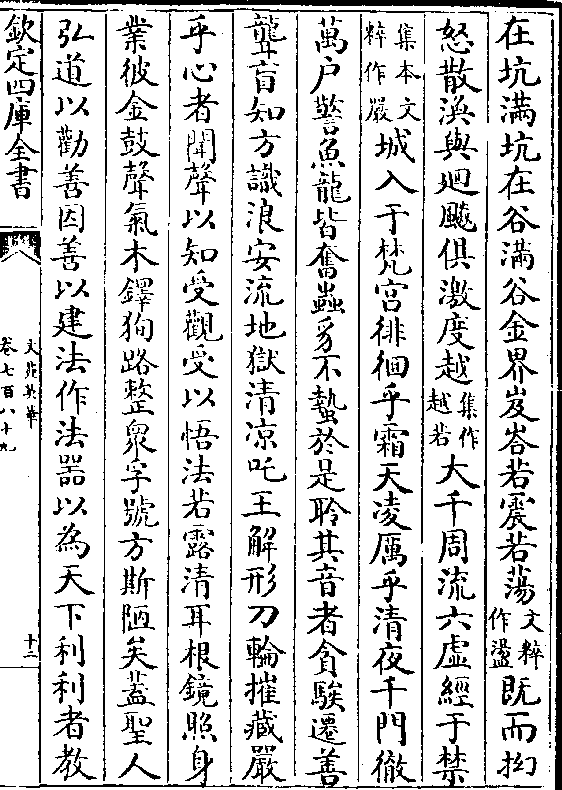 在坑滿坑在谷滿谷金界岌峇若震若蕩文粹作盪既而拗
怒散渙與廻飈俱激度越集作越若大千周流六虛經于禁
集本文粹作嚴城入于梵宫徘徊乎霜天凌厲乎清夜千門徹
萬户警魚龍皆奮蟲豸不蟄於是聆其音者貪騃遷善
聾盲知方識浪安流地獄清凉吒王解形刀輪摧藏嚴
乎心者聞聲以知受觀受以悟法若露清耳根鏡照身
業彼金鼓聲氣木鐸狥路整衆字號方斯陋矣蓋聖人
弘道以勸善因善以建法作法器以為天下利利者教
欽定四庫全書
文苑英華
卷七百八十九
十三